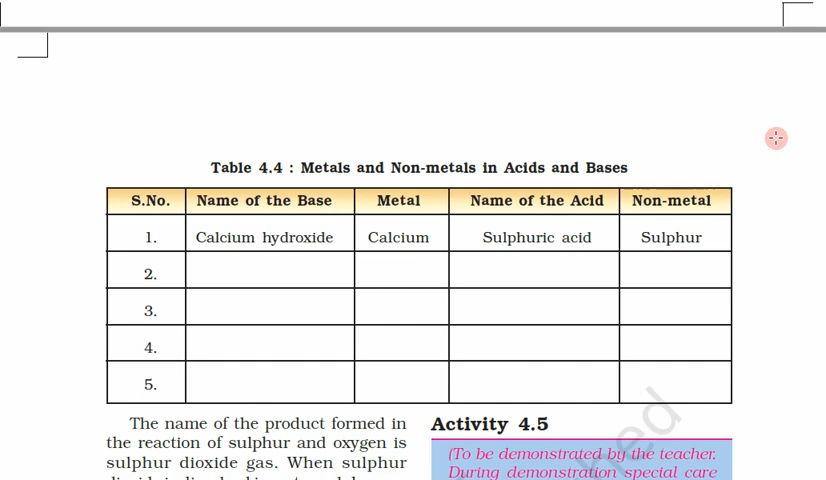 Table 4.4 : Metals and Non-metals in Acids and Bases
S.No. Name of the Base Metal Name of the Acid Non-metal
1. Calcium hydroxide Calcium Sulphuric acid Sulphur
2.
3.
4.
5.
The name of the product formed in
the reaction of sulphur and oxygen is
sulphur dioxide gas. When sulphur
Activity 4.5
(To be demonstrated by the teacher.
During demonstration special care
hed